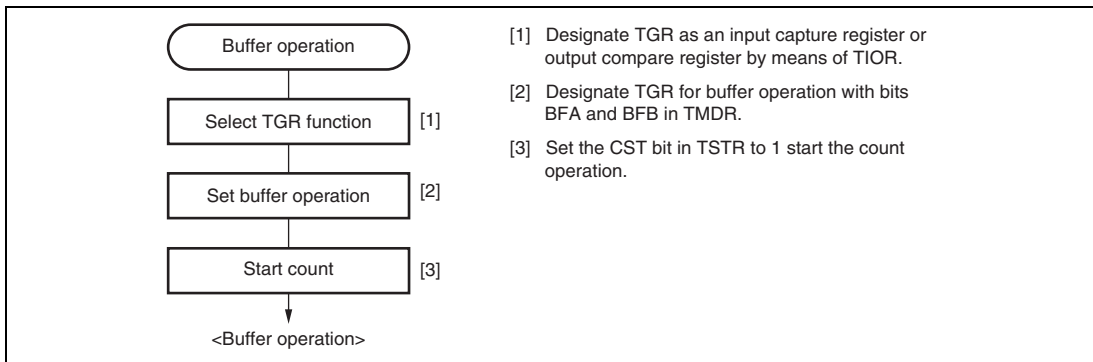 Buffer operation
Select TGR function [1]
Set buffer operation [2]
Start count [3]
<Buffer operation>
[1] Designate TGR as an input capture register or
output compare register by means of TIOR.
[2] Designate TGR for buffer operation with bits
BFA and BFB in TMDR.
[3] Set the CST bit in TSTR to 1 start the count
operation.